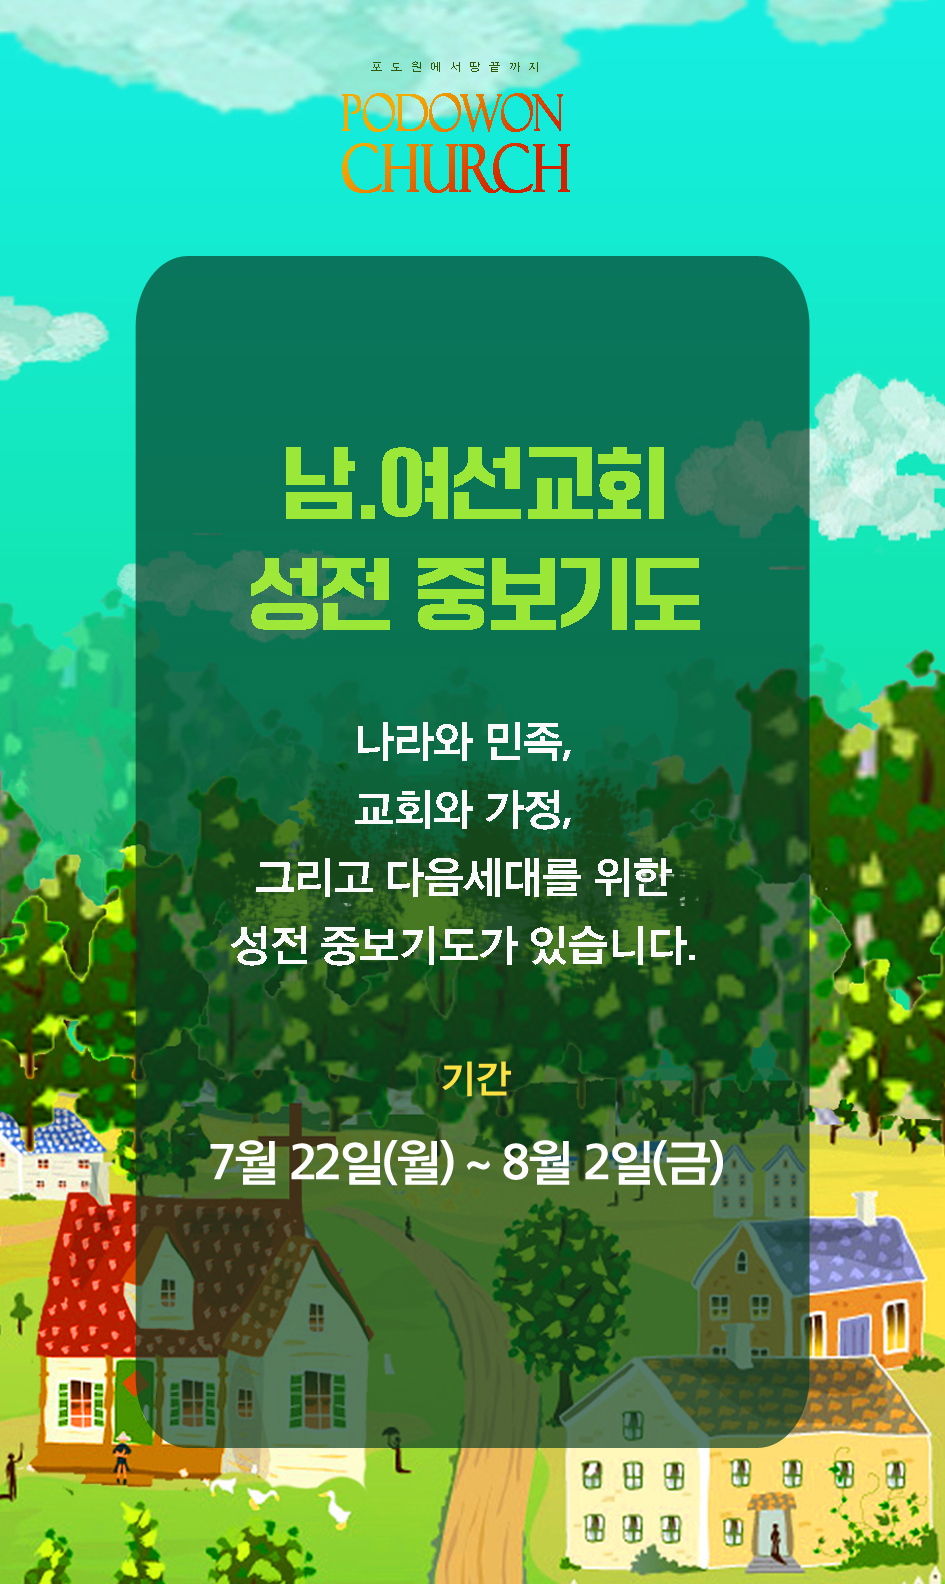 포도원에서땅끝까지
PODOWON
CHURCH
남.여선교회
성전 중보기도
나라와 민족,
교회와 가정,
그리고 다음세대를 위한
성전 중보기도가 있습니다.
기간
7월 22일(월) ~ 8월 2일(금)